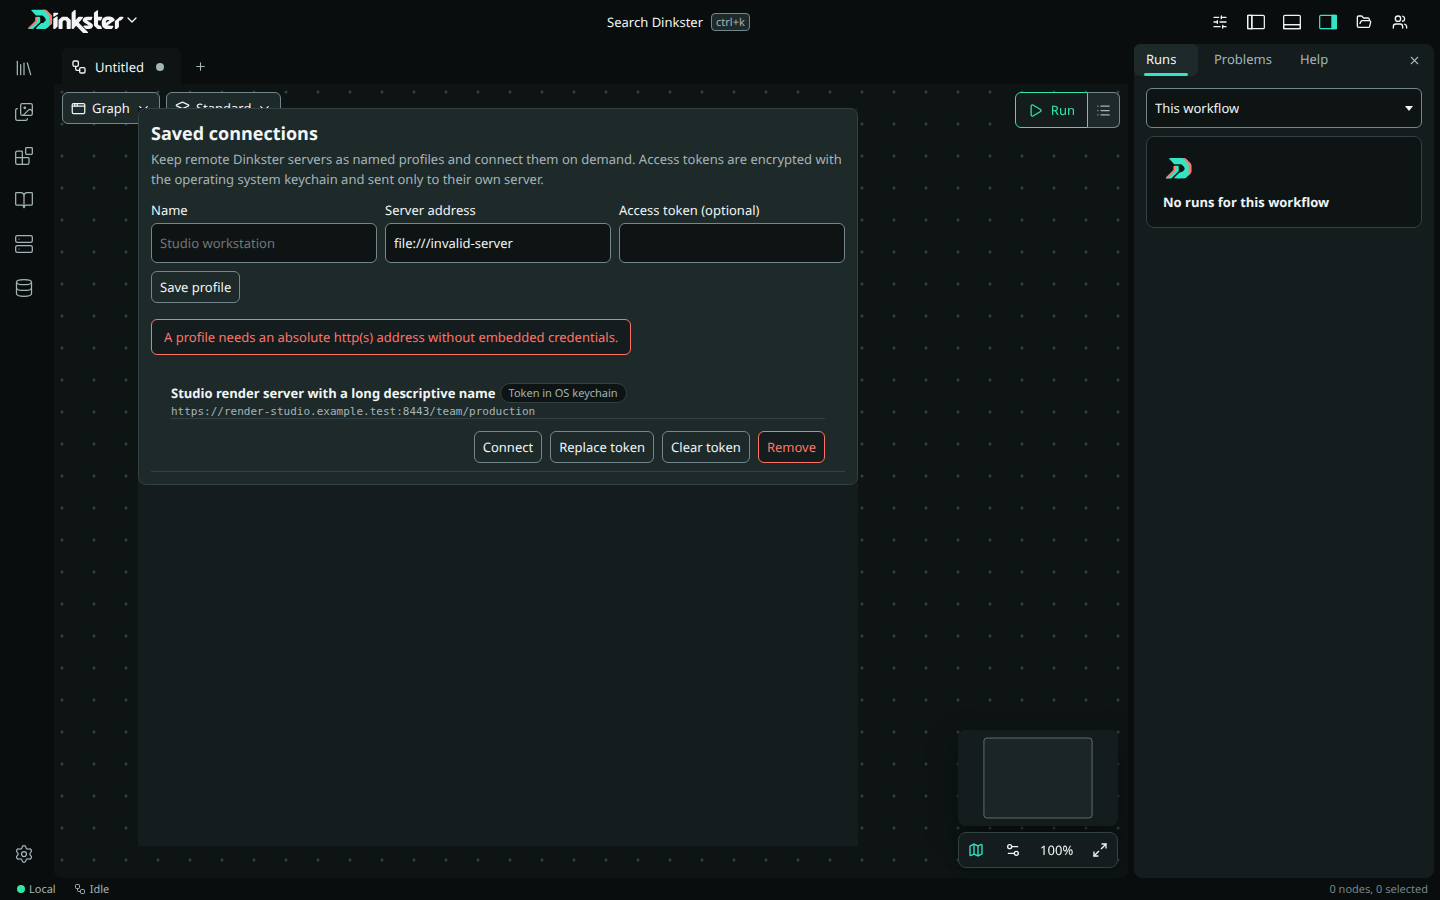 Dinkster
Search Dinkster ctrl+k
Untitled
Graph
Standard
Run
Saved connections
Keep remote Dinkster servers as named profiles and connect them on demand. Access tokens are encrypted with
the operating system keychain and sent only to their own server.
Name
Server address
Access token (optional)
Studio workstation
file:///invalid-server
Save profile
A profile needs an absolute http(s) address without embedded credentials.
Studio render server with a long descriptive name Token in OS keychain
https://render-studio.example.test:8443/team/production
Connect
Replace token
Clear token
Remove
100%
Runs
Problems
Help
This workflow
No runs for this workflow
Local
Idle
0 nodes, 0 selected